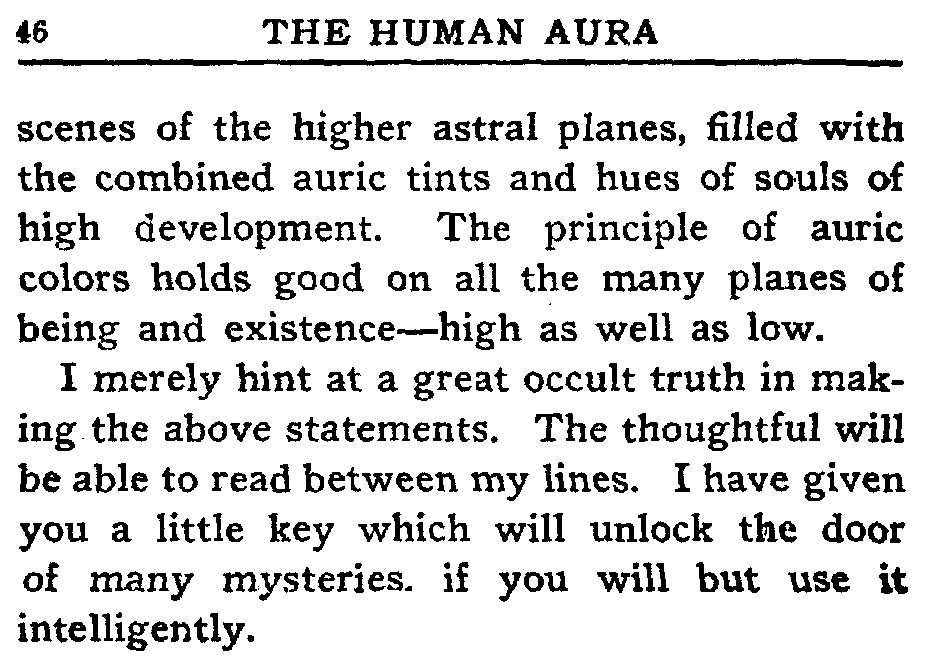 46 THE HUMAN AURA
scenes of the higher astral planes, filled with
the combined auric tints and hues of souls of
high development. The principle of auric
colors holds good on all the many planes of
being and existence—high as well as low.
I merely hint at a great occult truth in mak-
ing the above statements. The thoughtful will
be able to read between my lines. I have given
you a little key which will unlock the door
of many mysteries. if you will but use it
intelligently.